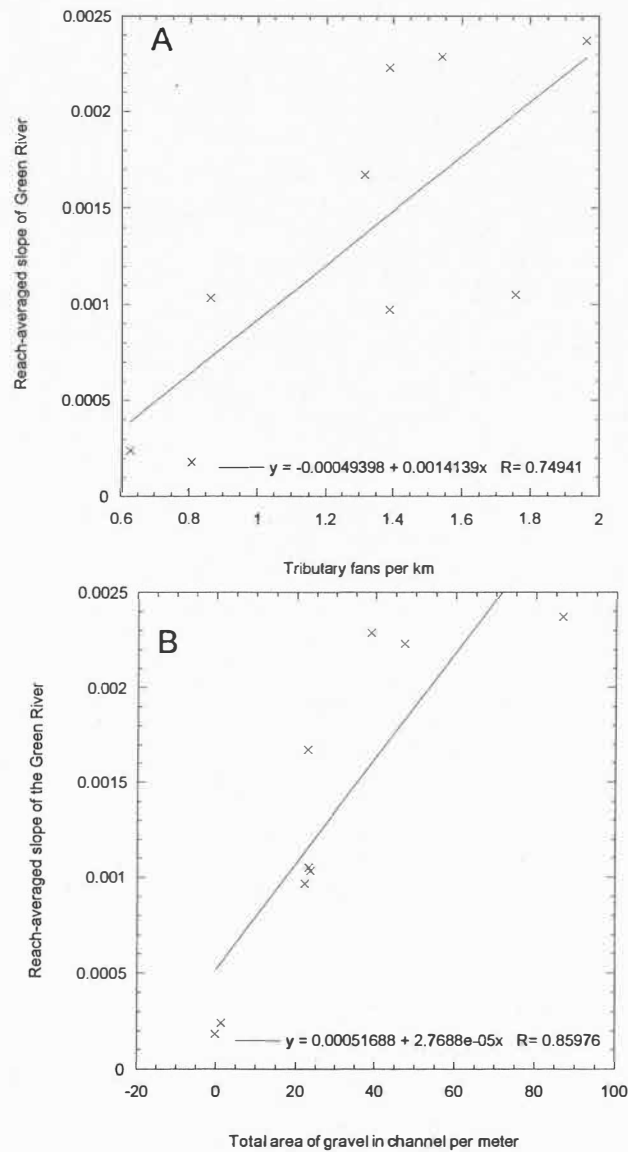 A
Reach-averaged slope of Green River
0.0025
0.002
0.0015
0.001
0.0005
0
y = -0.00049398 + 0.0014139x R= 0.74941
0.6 0.8 1 1.2 1.4 1.6 1.8 2
Tributary fans per km
B
Reach-averaged slope of the Green River
0.0025
0.002
0.0015
0.001
0.0005
0
y = 0.00051688 + 2.7688e-05x R= 0.85976
-20 0 20 40 60 80 100
Total area of gravel in channel per meter